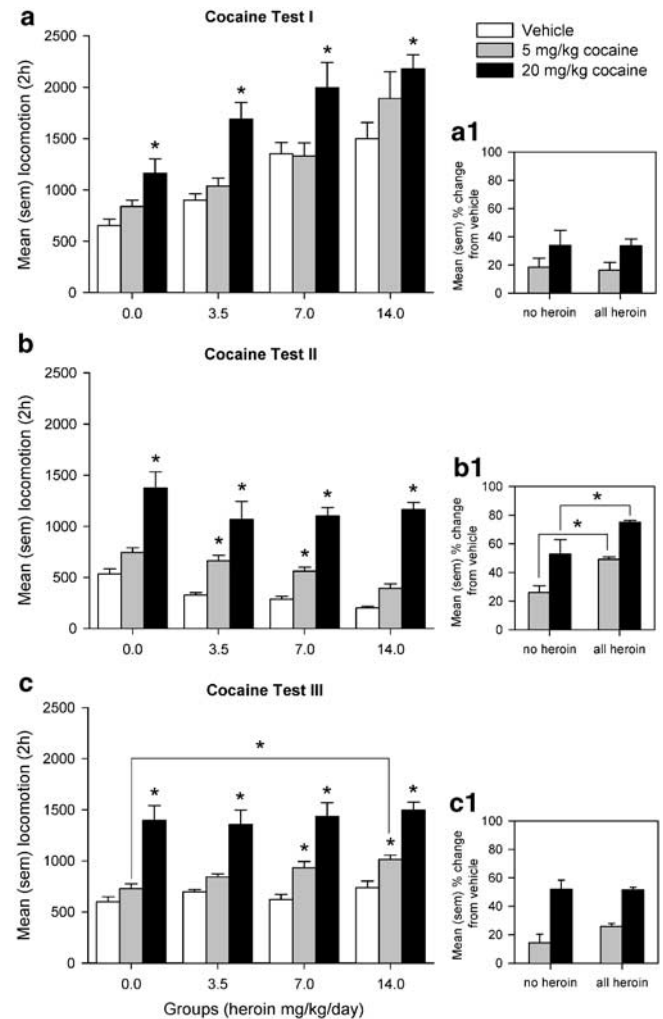 a
Cocaine Test I
Vehicle
5 mg/kg cocaine
20 mg/kg cocaine
Mean (sem) locomotion (2h)
2500
2000
1500
1000
500
0
* * * *
0.0 3.5 7.0 14.0
a1
Mean (sem) % change
from vehicle
100
80
60
40
20
0
no heroin all heroin
b
Cocaine Test II
Mean (sem) locomotion (2h)
2500
2000
1500
1000
500
0
* * * * * *
0.0 3.5 7.0 14.0
b1
Mean (sem) % change
from vehicle
100
80
60
40
20
0
*
*
no heroin all heroin
c
Cocaine Test III
Mean (sem) locomotion (2h)
2500
2000
1500
1000
500
0
*
* * * * * *
0.0 3.5 7.0 14.0
Groups (heroin mg/kg/day)
c1
Mean (sem) % change
from vehicle
100
80
60
40
20
0
no heroin all heroin